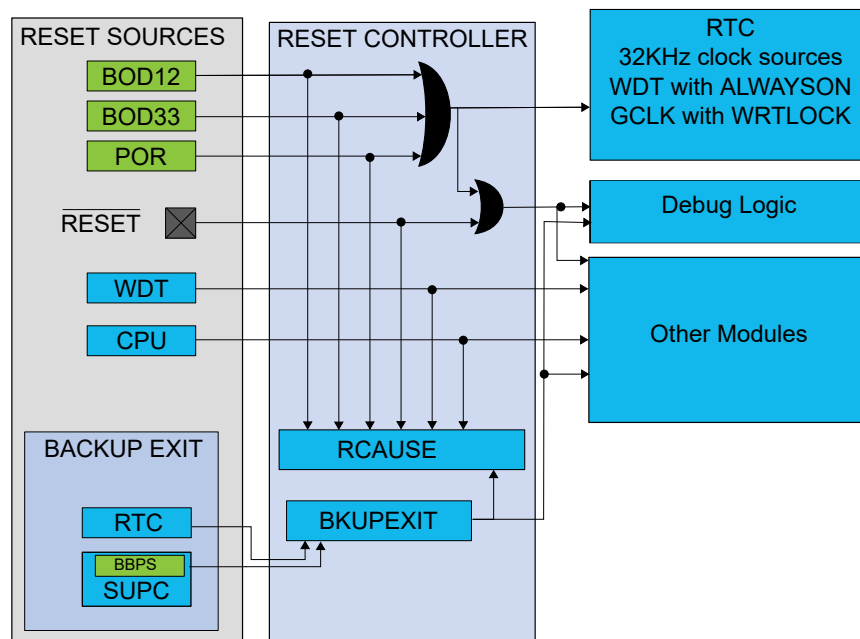 RESET SOURCES
BOD12
BOD33
POR
RESET
WDT
CPU
BACKUP EXIT
RTC
BBPS
SUPC
RESET CONTROLLER
RCAUSE
BKUPEXIT
RTC
32KHz clock sources
WDT with ALWAYSON
GCLK with WRTLOCK
Debug Logic
Other Modules